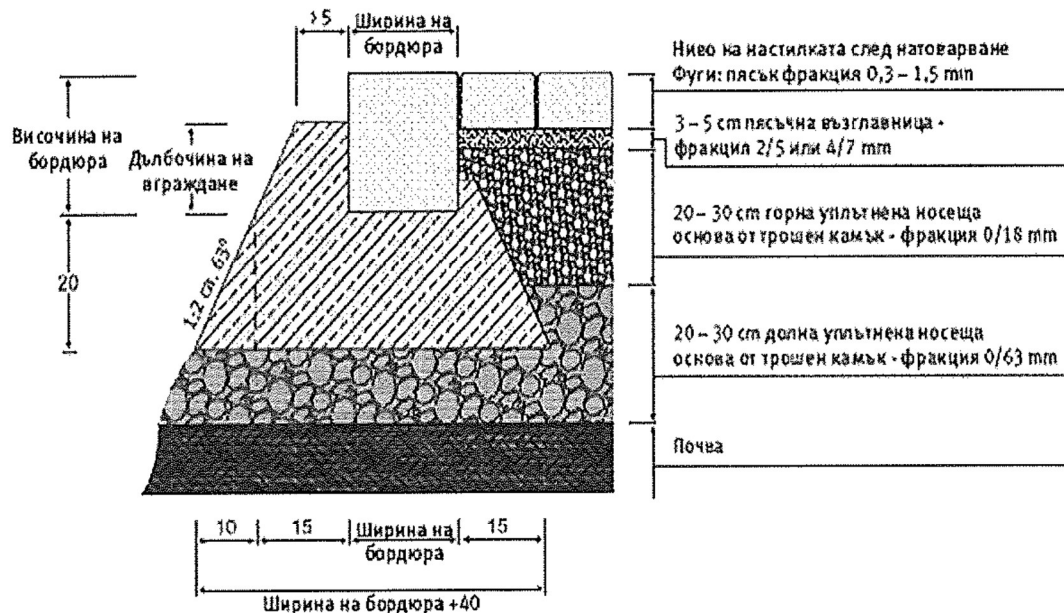 >5
Ширина на
бордюра
Височина на
бордюра
Дълбочина на
вграждане
20
1:2 сп. 63°
Ниво на настилката след натоварване
Фуги: пясък фракция 0,3 – 1,5 mm
3 – 5 cm пясъчна възглавница -
фракция 2/5 или 4/7 mm
20 – 30 cm горна уплътнена носеща
основа от трошен камък - фракция 0/18 mm
20 – 30 cm долна уплътнена носеща
основа от трошен камък - фракция 0/63 mm
Почва
10
15
Ширина на
бордюра
15
Ширина на бордюра +40